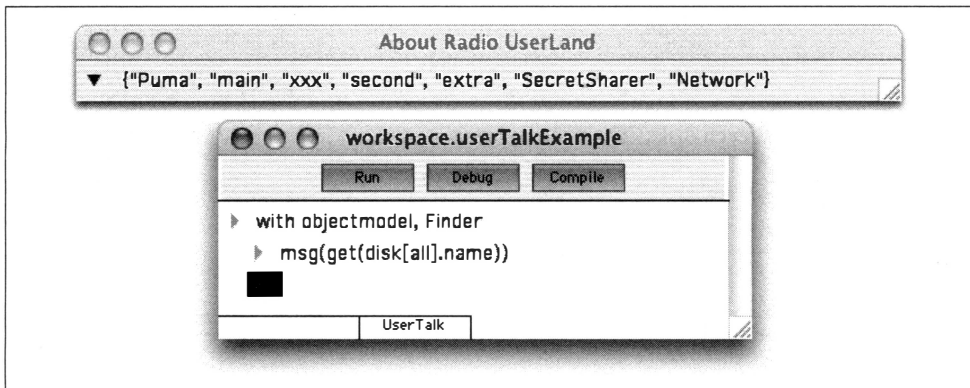 About Radio UserLand
{"Puma", "main", "xxx", "second", "extra", "SecretSharer", "Network"}
workspace.userTalkExample
Run Debug Compile
with objectmodel, Finder
msg(get(disk[all].name))
UserTalk